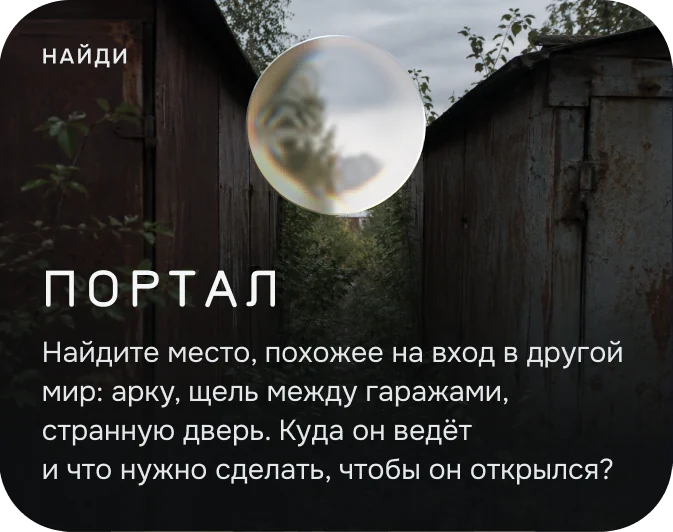 НАЙДИ
ПОРТАЛ
Найдите место, похожее на вход в другой
мир: арку, щель между гаражами,
странную дверь. Куда он ведёт
и что нужно сделать, чтобы он открылся?